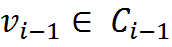 v_{i-1} ∈ C_{i-1}